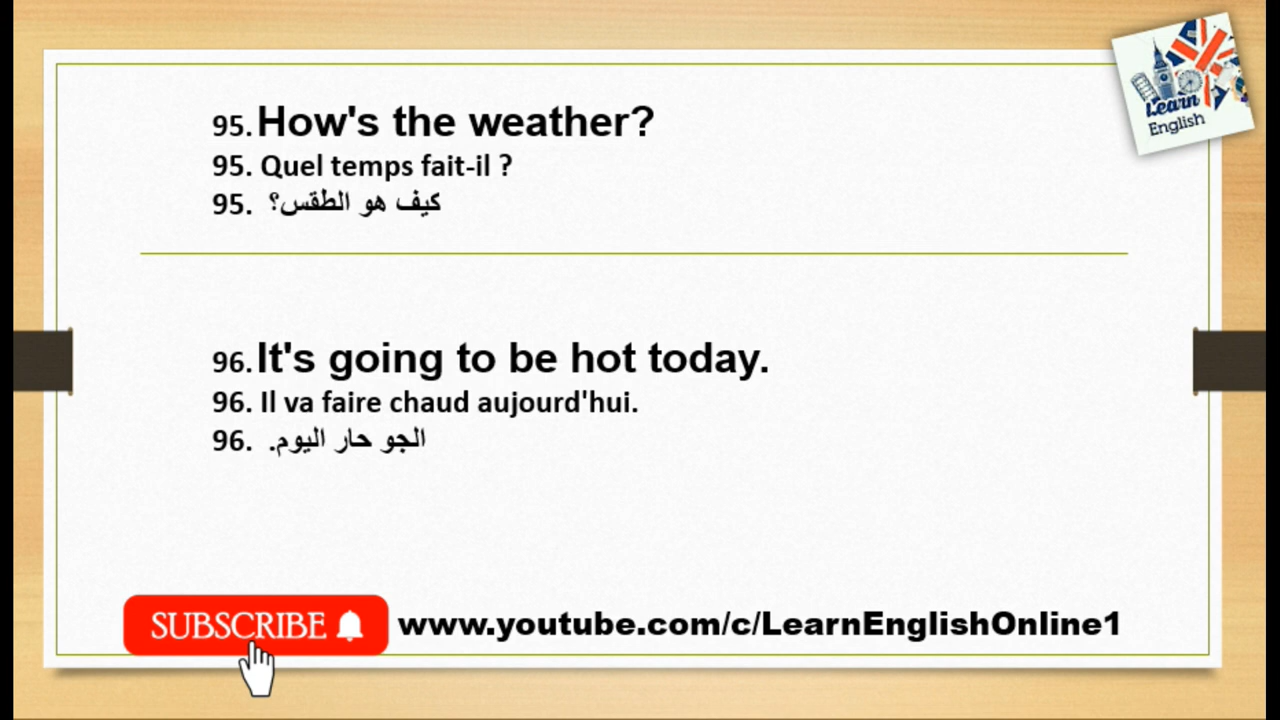 95. How's the weather?
95. Quel temps fait-il ?
95. كيف هو الطقس؟
96. It's going to be hot today.
96. Il va faire chaud aujourd'hui.
96. الجو حار اليوم.
SUBSCRIBE
www.youtube.com/c/LearnEnglishOnline1
Learn
English